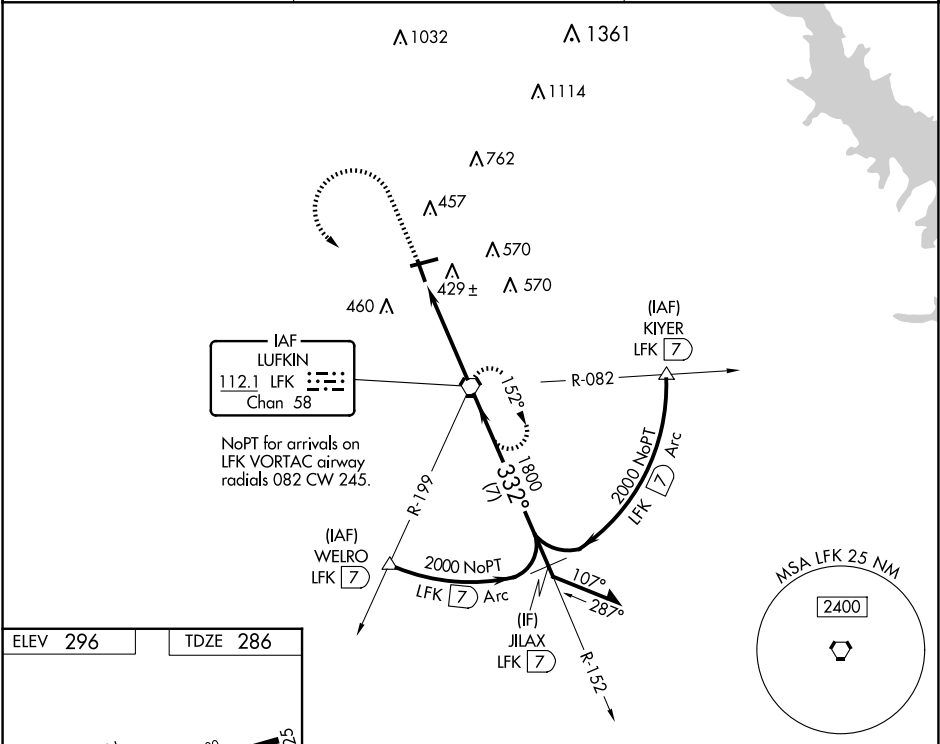 1032
1361
1114
762
457
570
429 ±
570
460
(IAF)
KIYER
LFK 7
IAF
LUFKIN
112.1 LFK
Chan 58
R-082
152°
NoPT for arrivals on
LFK VORTAC airway
radials 082 CW 245.
2000 NoPT
LFK 7 Arc
1800
332°
(7)
R-199
(IAF)
WELRO
LFK 7
2000 NoPT
LFK 7 Arc
107°
287°
(IF)
JILAX
LFK 7
R-152
MSA LFK 25 NM
2400
ELEV 296
TDZE 286
25